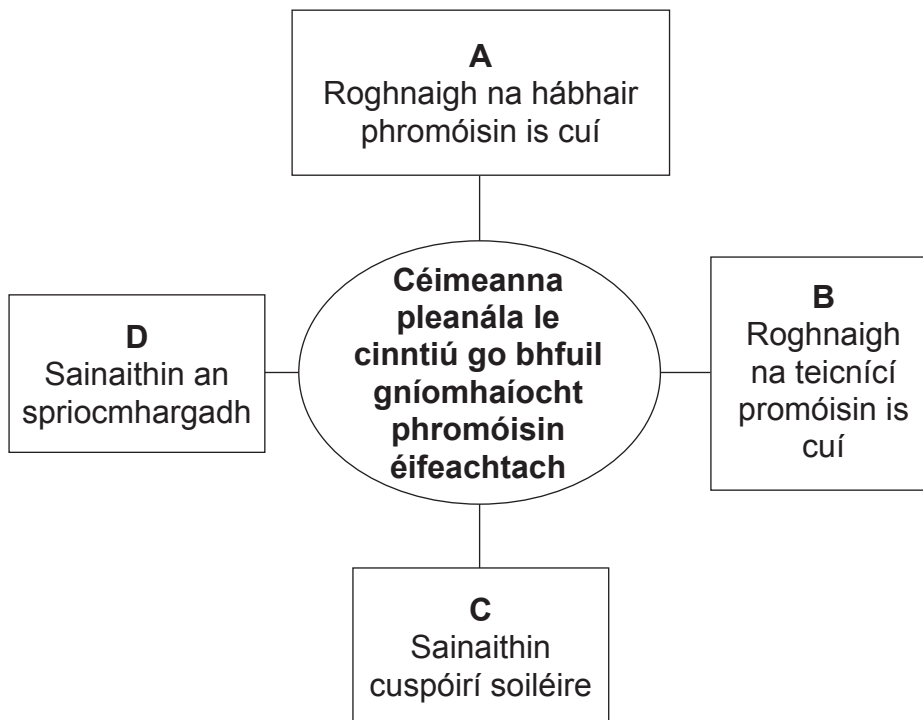 A
Roghnaigh na hábhair
phromóisin is cuí
Céimeanna
pleanála le
cinntiú go bhfuil
gníomhaíocht
phromóisin
éifeachtach
B
Roghnaigh
na teicnící
promóisin is
cuí
D
Sainaithin an
spriocmhargadh
C
Sainaithin
cuspóirí soiléire